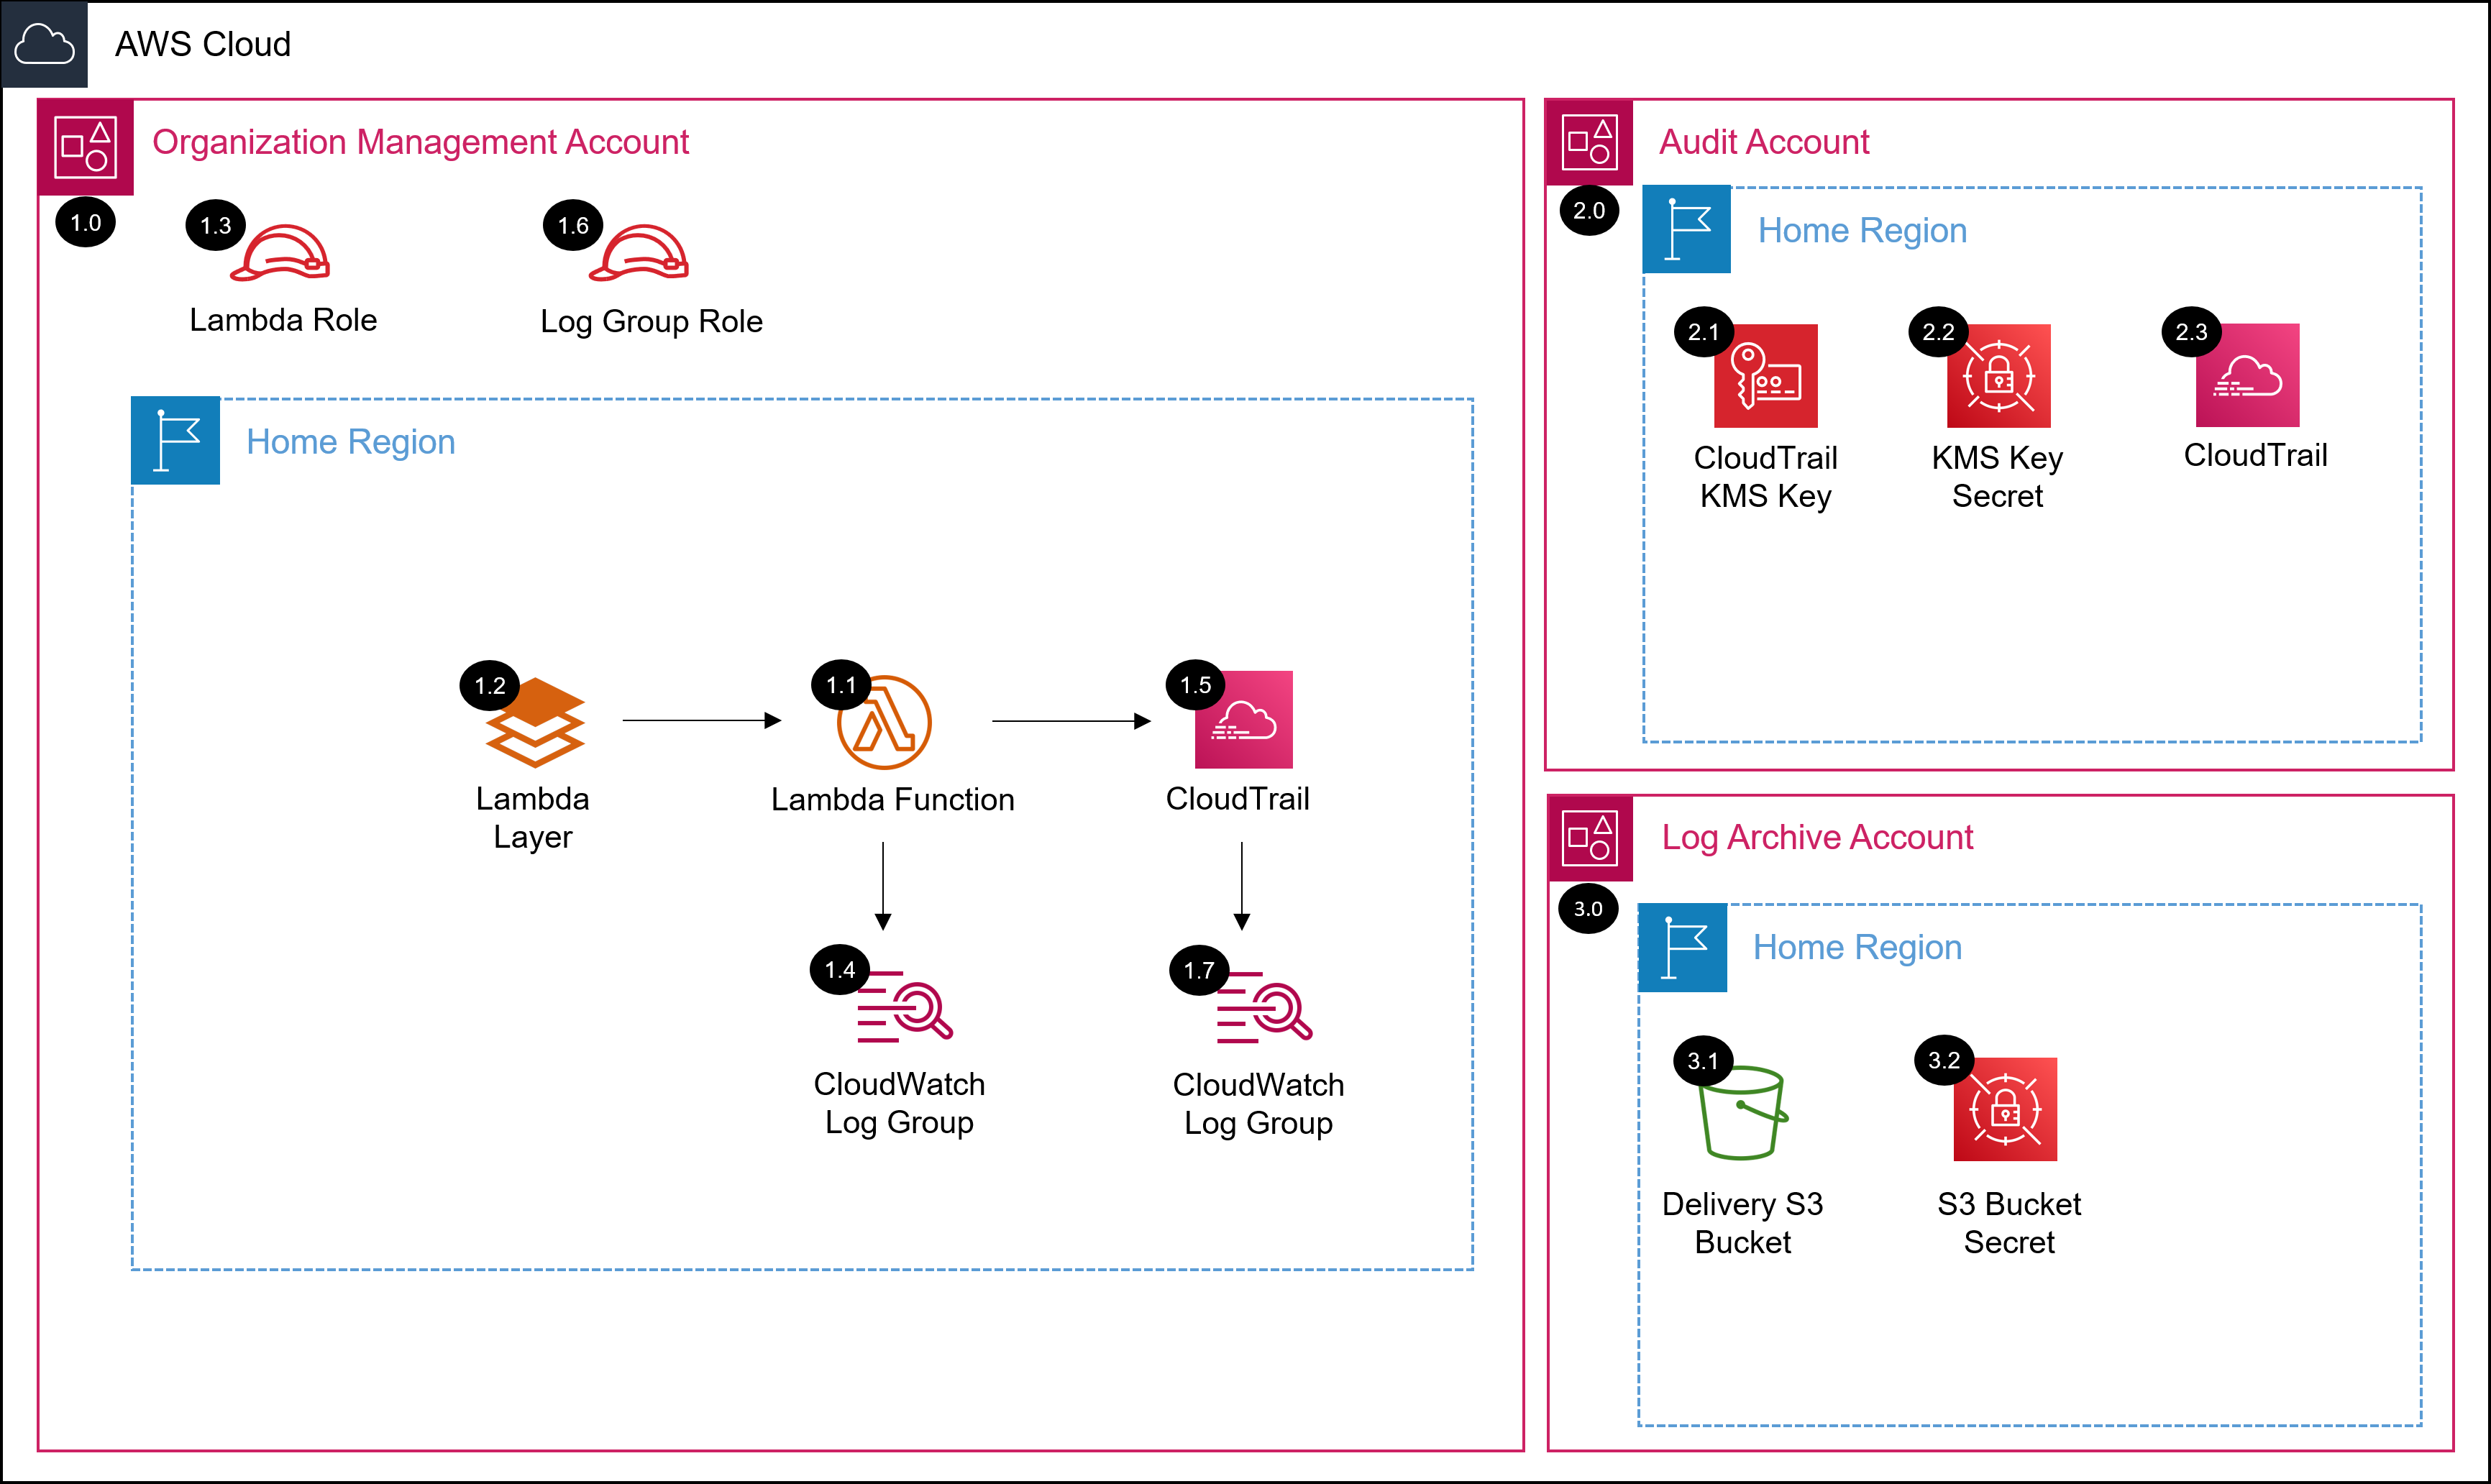 AWS Cloud
Organization Management Account
1.0
1.3
Lambda Role
1.6
Log Group Role
Home Region
1.2
Lambda
Layer
1.1
Lambda Function
1.5
CloudTrail
1.4
CloudWatch
Log Group
1.7
CloudWatch
Log Group
Audit Account
2.0
Home Region
2.1
CloudTrail
KMS Key
2.2
KMS Key
Secret
2.3
CloudTrail
Log Archive Account
3.0
Home Region
3.1
Delivery S3
Bucket
3.2
S3 Bucket
Secret